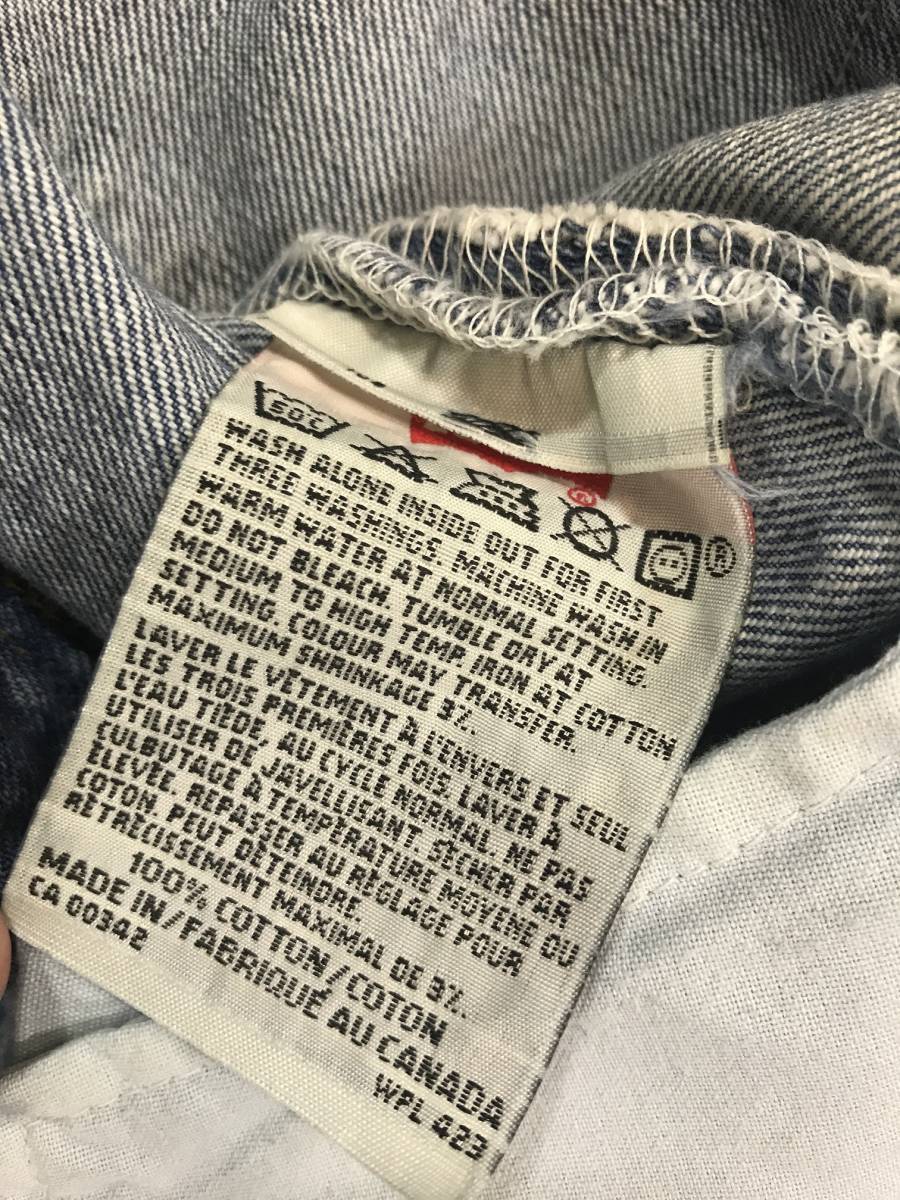 50
®
®
WASH ALONE INSIDE OUT FOR FIRST
THREE WASHINGS. MACHINE WASH IN
WARM WATER AT NORMAL SETTING.
DO NOT BLEACH. TUMBLE DRY AT
MEDIUM TO HIGH TEMP. IRON AT COTTON
SETTING. COLOUR MAY TRANSFER.
MAXIMUM SHRINKAGE 3%.
LAVER LE VÊTEMENT À L'ENVERS ET SEUL
LES TROIS PREMIÈRES FOIS. LAVER À
L'EAU TIÈDE, AU CYCLE NORMAL. NE PAS
UTILISER DE JAVELLISANT. SÉCHER PAR
CULBUTAGE À TEMPÉRATURE MOYENNE OU
ÉLEVÉE. REPASSER AU RÉGLAGE POUR
COTON. PEUT DÉTEINDRE.
RÉTRÉCISSEMENT MAXIMAL DE 3%.
100% COTTON/COTON
MADE IN/FABRIQUÉ AU CANADA
CA 00342
WPL 423